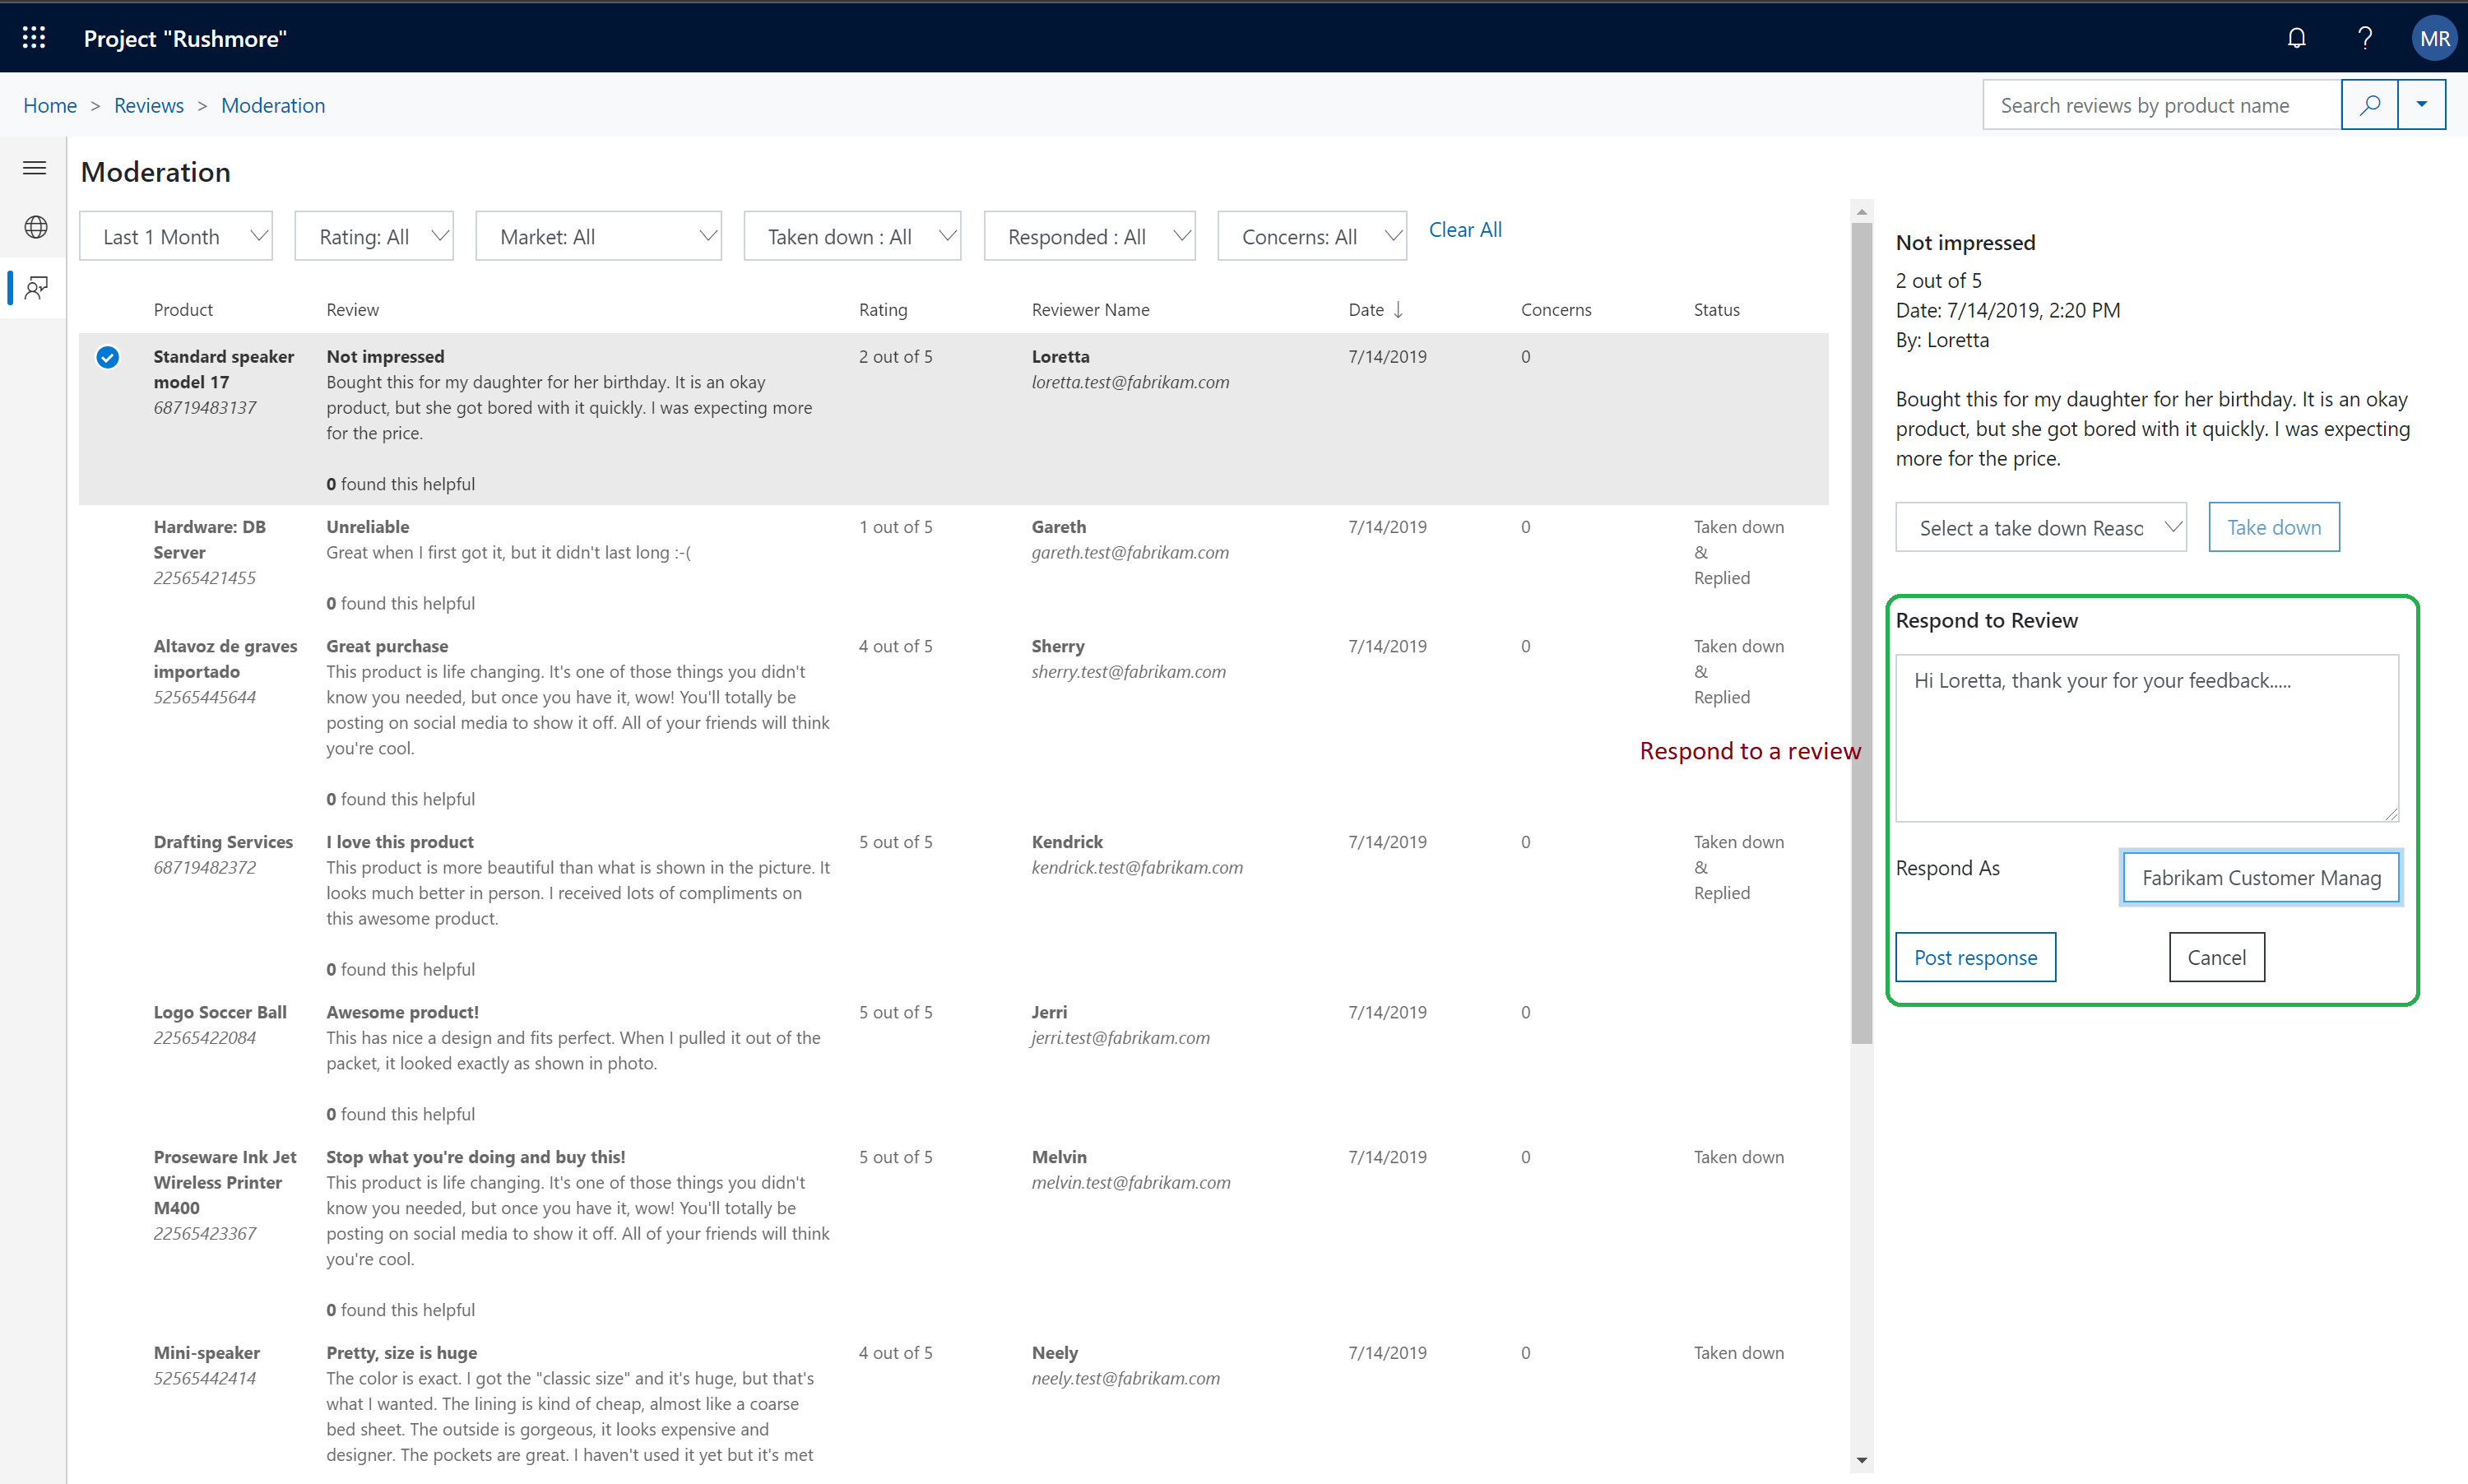 Project "Rushmore"
MR
Home > Reviews > Moderation
Search reviews by product name
Moderation
Last 1 Month
Rating: All
Market: All
Taken down : All
Responded : All
Concerns: All
Clear All
Product Review Rating Reviewer Name Date ↓ Concerns Status
Standard speaker
model 17
68719483137
Not impressed
Bought this for my daughter for her birthday. It is an okay
product, but she got bored with it quickly. I was expecting more
for the price.
0 found this helpful
2 out of 5
Loretta
loretta.test@fabrikam.com
7/14/2019
0
Hardware: DB
Server
22565421455
Unreliable
Great when I first got it, but it didn't last long :-(
0 found this helpful
1 out of 5
Gareth
gareth.test@fabrikam.com
7/14/2019
0
Taken down
&
Replied
Altavoz de graves
importado
52565445644
Great purchase
This product is life changing. It's one of those things you didn't
know you needed, but once you have it, wow! You'll totally be
posting on social media to show it off. All of your friends will think
you're cool.
0 found this helpful
4 out of 5
Sherry
sherry.test@fabrikam.com
7/14/2019
0
Taken down
&
Replied
Drafting Services
68719482372
I love this product
This product is more beautiful than what is shown in the picture. It
looks much better in person. I received lots of compliments on
this awesome product.
0 found this helpful
5 out of 5
Kendrick
kendrick.test@fabrikam.com
7/14/2019
0
Taken down
&
Replied
Logo Soccer Ball
22565422084
Awesome product!
This has nice a design and fits perfect. When I pulled it out of the
packet, it looked exactly as shown in photo.
0 found this helpful
5 out of 5
Jerri
jerri.test@fabrikam.com
7/14/2019
0
Proseware Ink Jet
Wireless Printer
M400
22565423367
Stop what you're doing and buy this!
This product is life changing. It's one of those things you didn't
know you needed, but once you have it, wow! You'll totally be
posting on social media to show it off. All of your friends will think
you're cool.
0 found this helpful
5 out of 5
Melvin
melvin.test@fabrikam.com
7/14/2019
0
Taken down
Mini-speaker
52565442414
Pretty, size is huge
The color is exact. I got the "classic size" and it's huge, but that's
what I wanted. The lining is kind of cheap, almost like a coarse
bed sheet. The outside is gorgeous, it looks expensive and
designer. The pockets are great. I haven't used it yet but it's met
4 out of 5
Neely
neely.test@fabrikam.com
7/14/2019
0
Taken down
Respond to a review
Not impressed
2 out of 5
Date: 7/14/2019, 2:20 PM
By: Loretta
Bought this for my daughter for her birthday. It is an okay
product, but she got bored with it quickly. I was expecting
more for the price.
Select a take down Reaso
Take down
Respond to Review
Hi Loretta, thank your for your feedback.....
Respond As
Fabrikam Customer Manag
Post response
Cancel